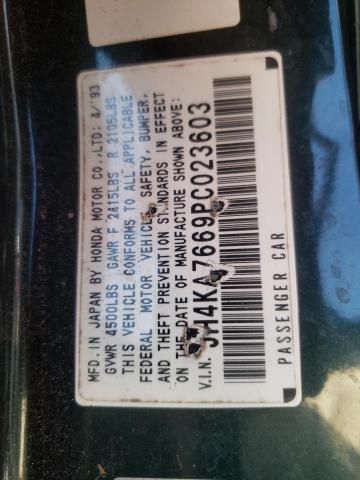 MFD. IN JAPAN BY HONDA MOTOR CO.,LTD: 4/'93
GVWR 4500LBS GAWR F 2415LBS R 2105LBS
THIS VEHICLE CONFORMS TO ALL APPLICABLE
FEDERAL MOTOR VEHICLE SAFETY, BUMPER,
AND THEFT PREVENTION STANDARDS IN EFFECT
ON THE DATE OF MANUFACTURE SHOWN ABOVE:
V.I.N. JH4KA7669PC023603
PASSENGER CAR